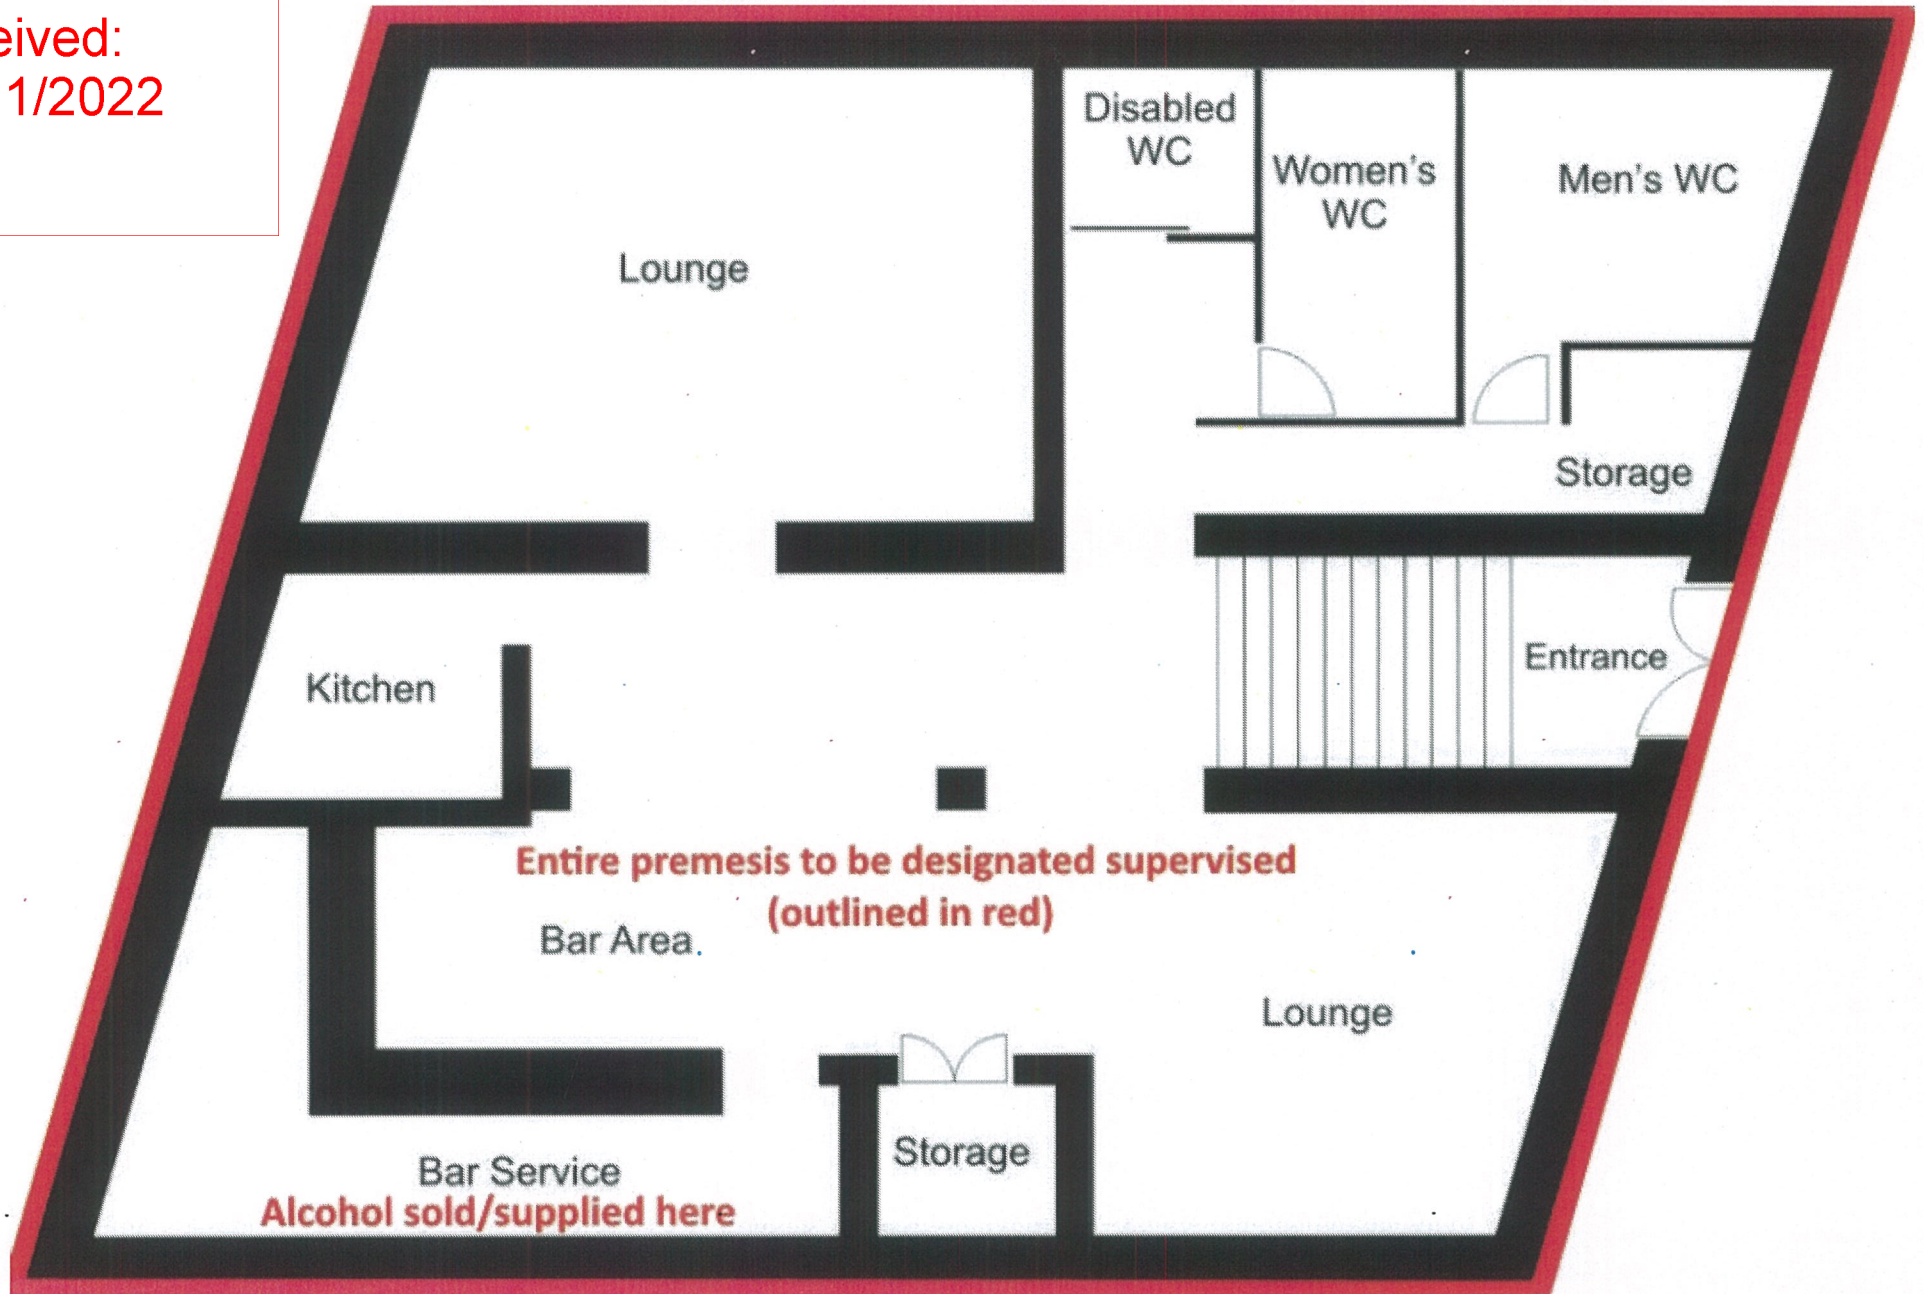 eived:
1/2022
Disabled
WC
Women's
WC
Men's WC
Lounge
Storage
Entrance
Kitchen
Entire premesis to be designated supervised
(outlined in red)
Bar Area.
Lounge
Storage
Bar Service
Alcohol sold/supplied here